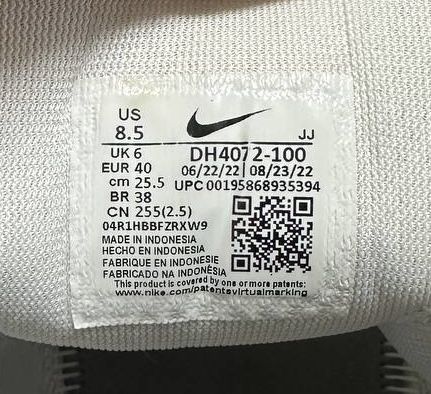 US
8.5
JJ
UK 6
DH4072-100
EUR 40
06/22/22 | 08/23/22
cm 25.5
UPC 00195868935394
BR 38
CN 255(2.5)
04R1HBBFZRXW9
MADE IN INDONESIA
HECHO EN INDONESIA
FABRIQUE EN INDONESIE
FABRICADO NA INDONÉSIA
This product is covered by one or more patents:
www.nike.com/patentsvirtualmarking